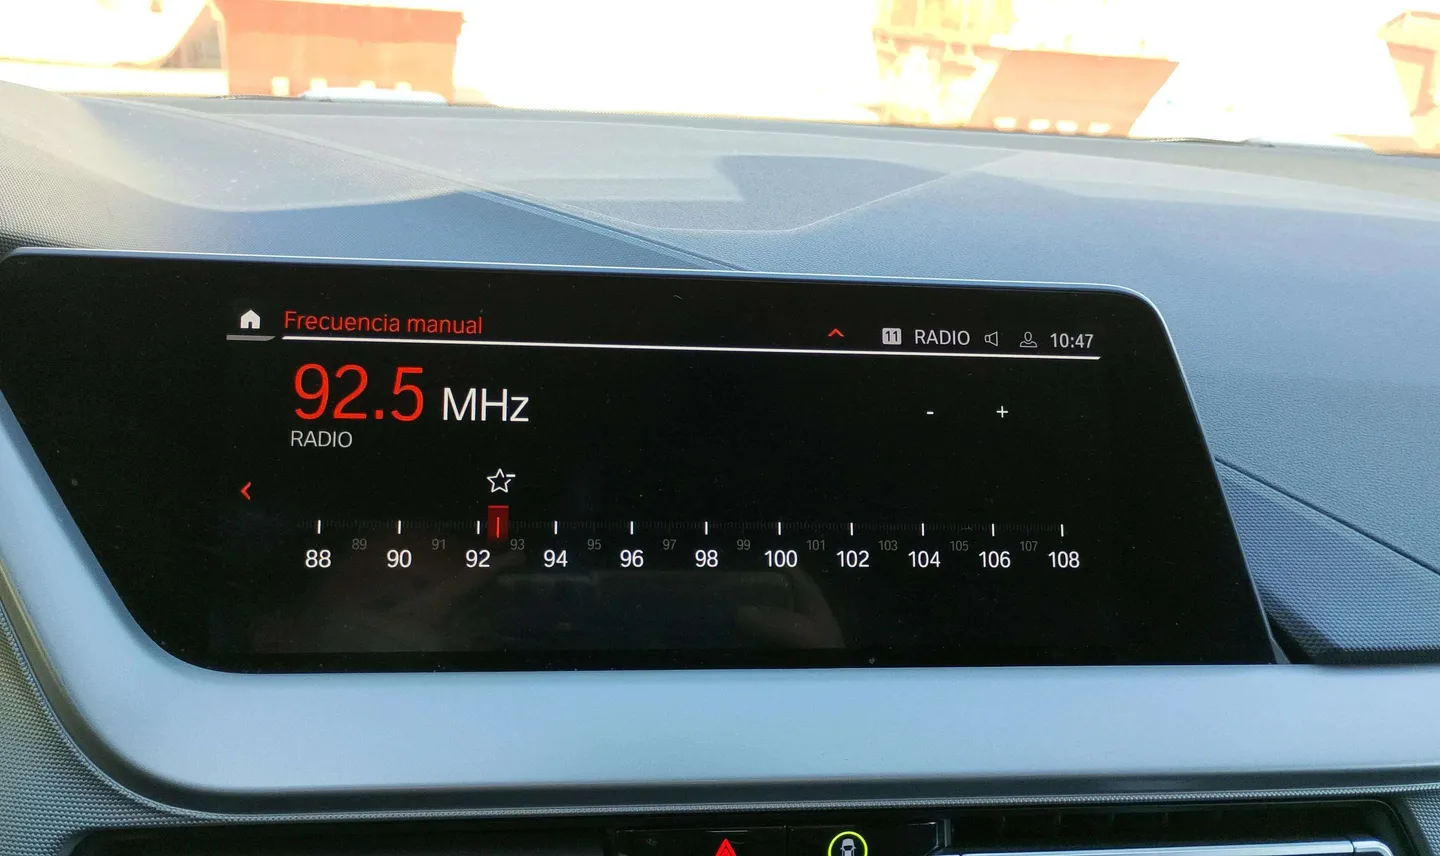 Frecuencia manual
11 RADIO 10:47
92.5 MHz
- +
RADIO
89 91 93 95 97 99 101 103 105 107
88 90 92 94 96 98 100 102 104 106 108